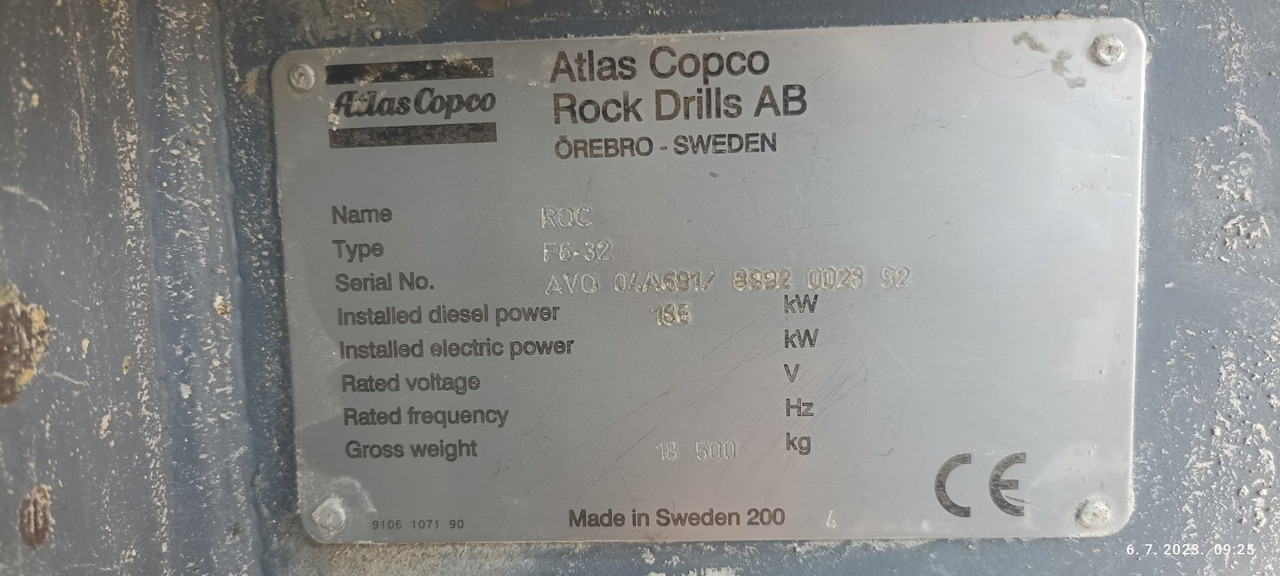 Atlas Copco
Atlas Copco
Rock Drills AB
ÖREBRO - SWEDEN
Name ROC
Type F6-32
Serial No. AVO 04A691/ 8992 0028 92
Installed diesel power kW
Installed electric power kW
Rated voltage V
Rated frequency Hz
Gross weight 18 500 kg
CE
9106 1071 90
Made in Sweden 200 4
6. 7. 2023 09:25